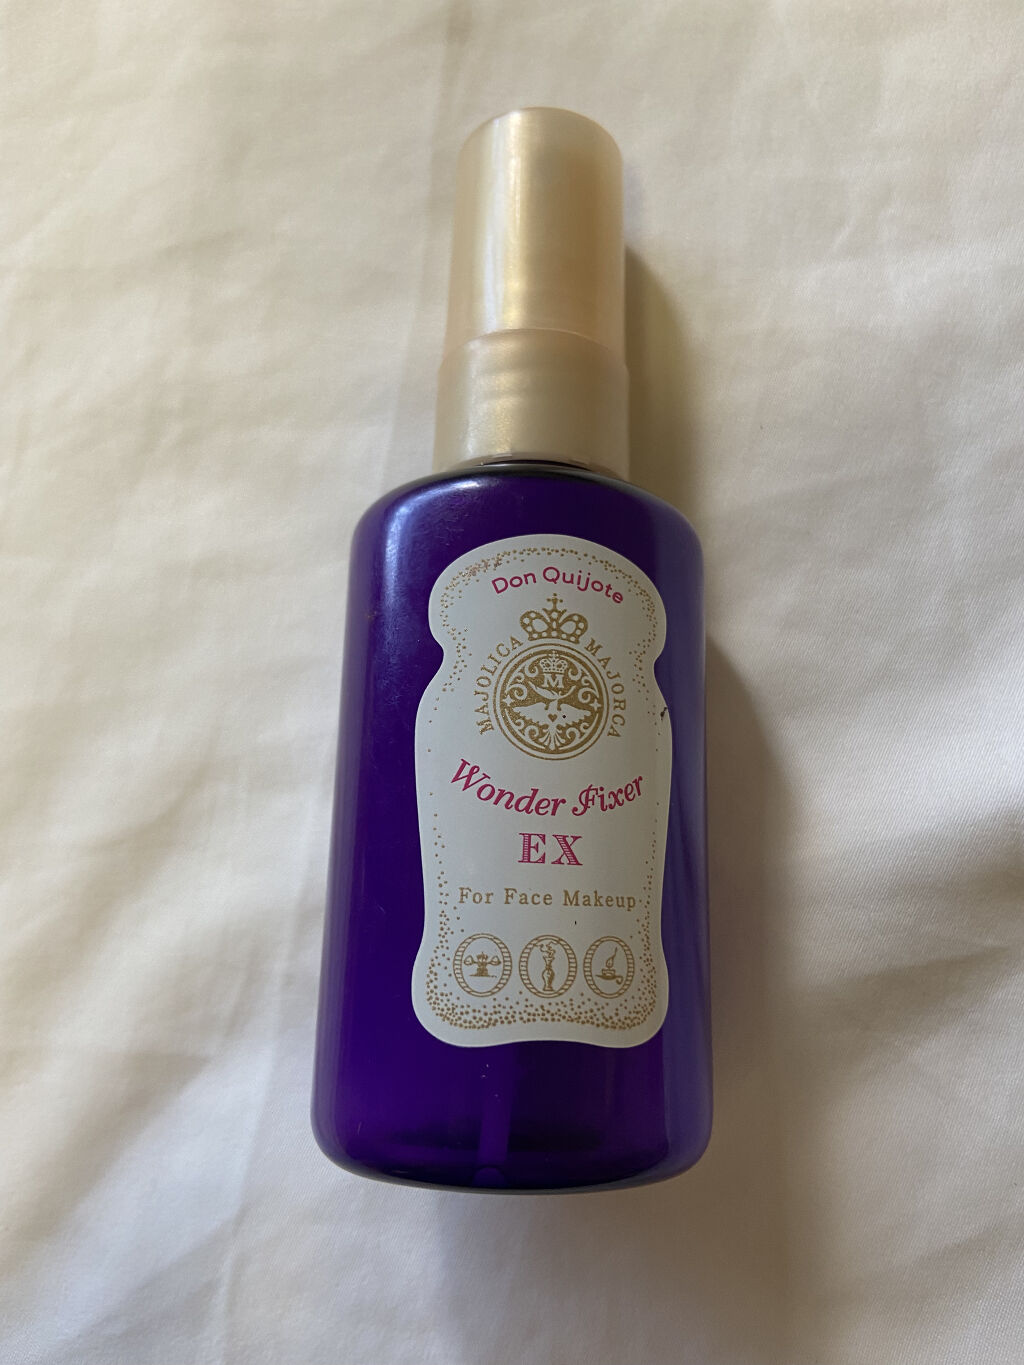 Don Quijote
MAJOLICA MAJORCA
M
Wonder Fixer
EX
For Face Makeup